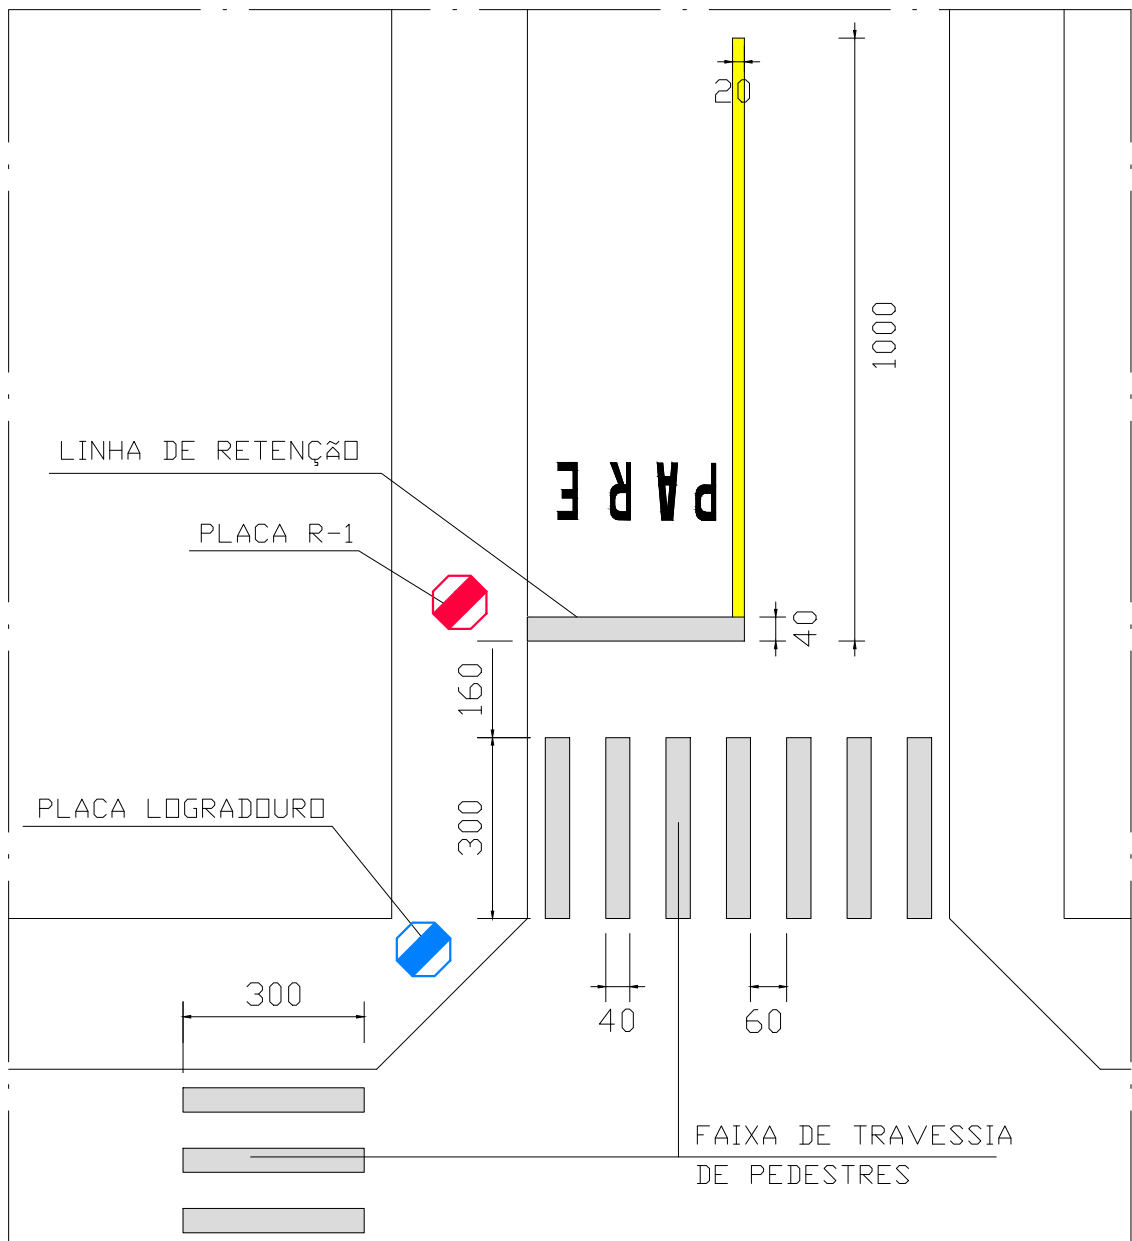 20
1000
LINHA DE RETENÇÃO
PARE
PLACA R-1
40
160
PLACA LOGRADOURO
300
300
40
60
FAIXA DE TRAVESSIA
DE PEDESTRES